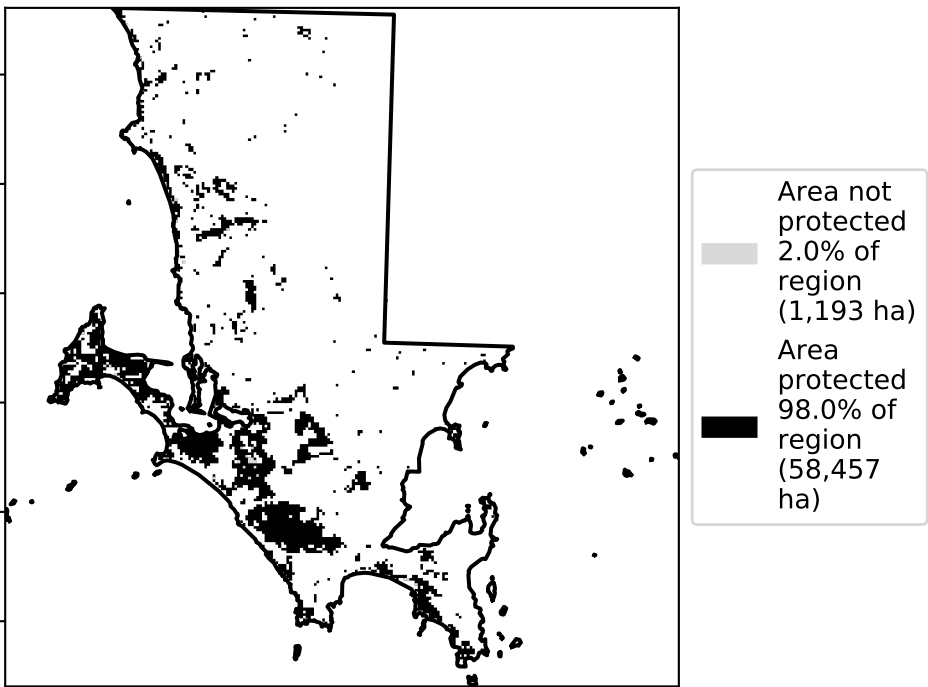 Area not
protected
2.0% of
region
(1,193 ha)
Area
protected
98.0% of
region
(58,457
ha)